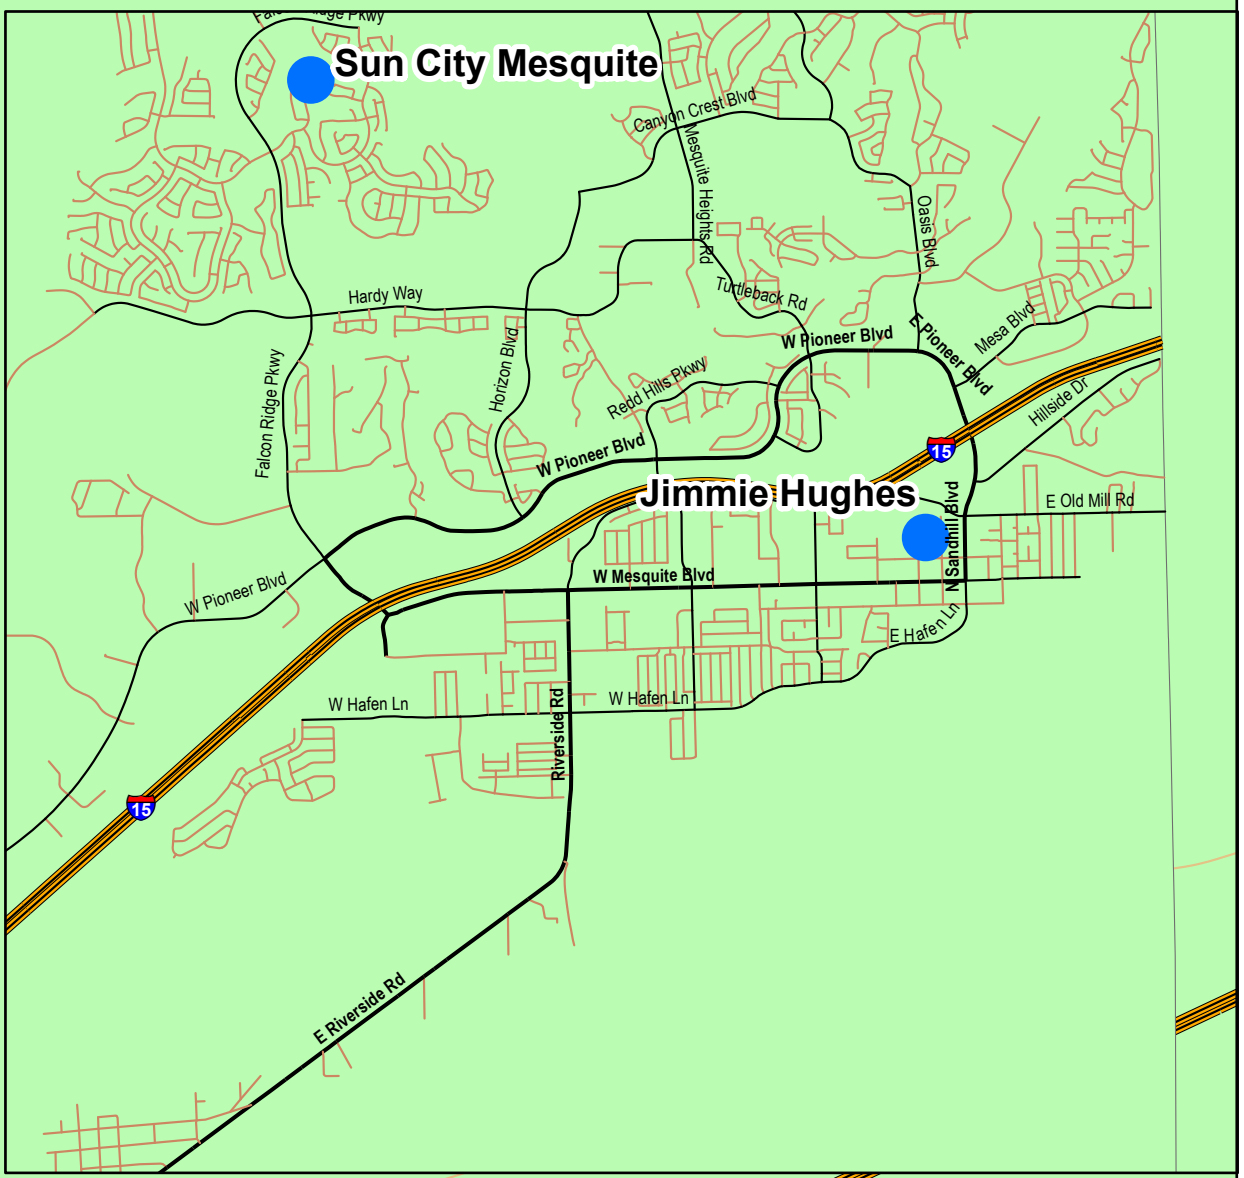 Sun City Mesquite
Canyon Crest Blvd
Mesquite Heights Rd
Oasis Blvd
Hardy Way
Turtleback Rd
W Pioneer Blvd
E Pioneer Blvd
Mesa Blvd
Falcon Ridge Pkwy
Horizon Blvd
Redd Hills Pkwy
Hillside Dr
W Pioneer Blvd
15
Jimmie Hughes
N Sandhill Blvd
E Old Mill Rd
W Pioneer Blvd
W Mesquite Blvd
E Hafen Ln
W Hafen Ln
W Hafen Ln
Riverside Rd
15
E Riverside Rd